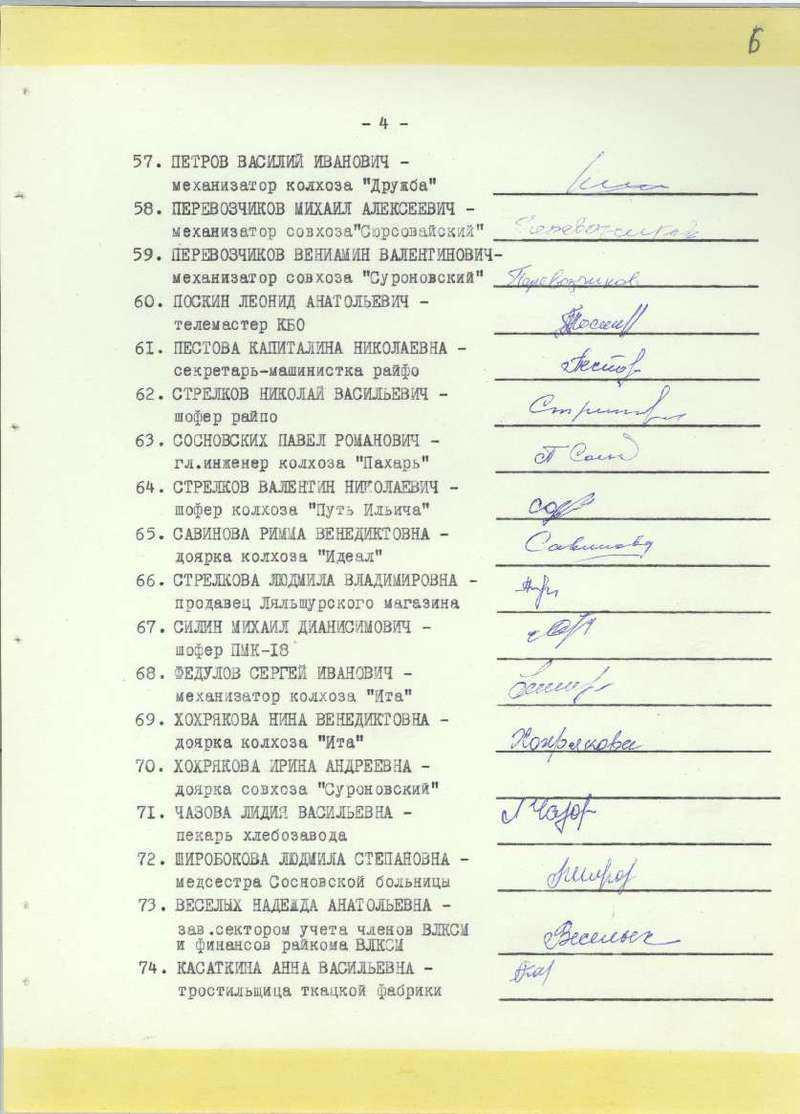 6
- 4 -
57. ПЕТРОВ ВАСИЛИЙ ИВАНОВИЧ -
механизатор колхоза "Дружба"
58. ПЕРЕВОЗЧИКОВ МИХАИЛ АЛЕКСЕЕВИЧ -
механизатор совхоза"Сюрсовайский" Перевозчиков
59. ПЕРЕВОЗЧИКОВ ВЕНИАМИН ВАЛЕНТИНОВИЧ-
механизатор совхоза "Суроновский" Перевозчиков
60. ПОСКИН ЛЕОНИД АНАТОЛЬЕВИЧ -
телемастер КБО
61. ПЕСТОВА КАПИТАЛИНА НИКОЛАЕВНА -
секретарь-машинистка райфо
62. СТРЕЛКОВ НИКОЛАЙ ВАСИЛЬЕВИЧ -
шофер райпо
63. СОСНОВСКИХ ПАВЕЛ РОМАНОВИЧ -
гл.инженер колхоза "Пахарь"
64. СТРЕЛКОВ ВАЛЕНТИН НИКОЛАЕВИЧ -
шофер колхоза "Путь Ильича"
65. САВИНОВА РИММА ВЕНЕДИКТОВНА -
доярка колхоза "Идеал" Савинова
66. СТРЕЛКОВА ЛЮДМИЛА ВЛАДИМИРОВНА -
продавец Ляльшурского магазина
67. СИЛИН МИХАИЛ ДИАНИСИМОВИЧ -
шофер ПМК-18
68. ФЕДУЛОВ СЕРГЕЙ ИВАНОВИЧ -
механизатор колхоза "Ита"
69. ХОХРЯКОВА НИНА ВЕНЕДИКТОВНА -
доярка колхоза "Ита" Хохрякова
70. ХОХРЯКОВА ИРИНА АНДРЕЕВНА -
доярка совхоза "Суроновский"
71. ЧАЗОВА ЛИДИЯ ВАСИЛЬЕВНА -
пекарь хлебозавода
72. ШИРОБОКОВА ЛЮДМИЛА СТЕПАНОВНА -
медсестра Сосновской больницы
73. ВЕСЕЛЫХ НАДЕЖДА АНАТОЛЬЕВНА -
зав.сектором учета членов ВЛКСМ
и финансов райкома ВЛКСМ Веселых
74. КАСАТКИНА АННА ВАСИЛЬЕВНА -
тростильщица ткацкой фабрики